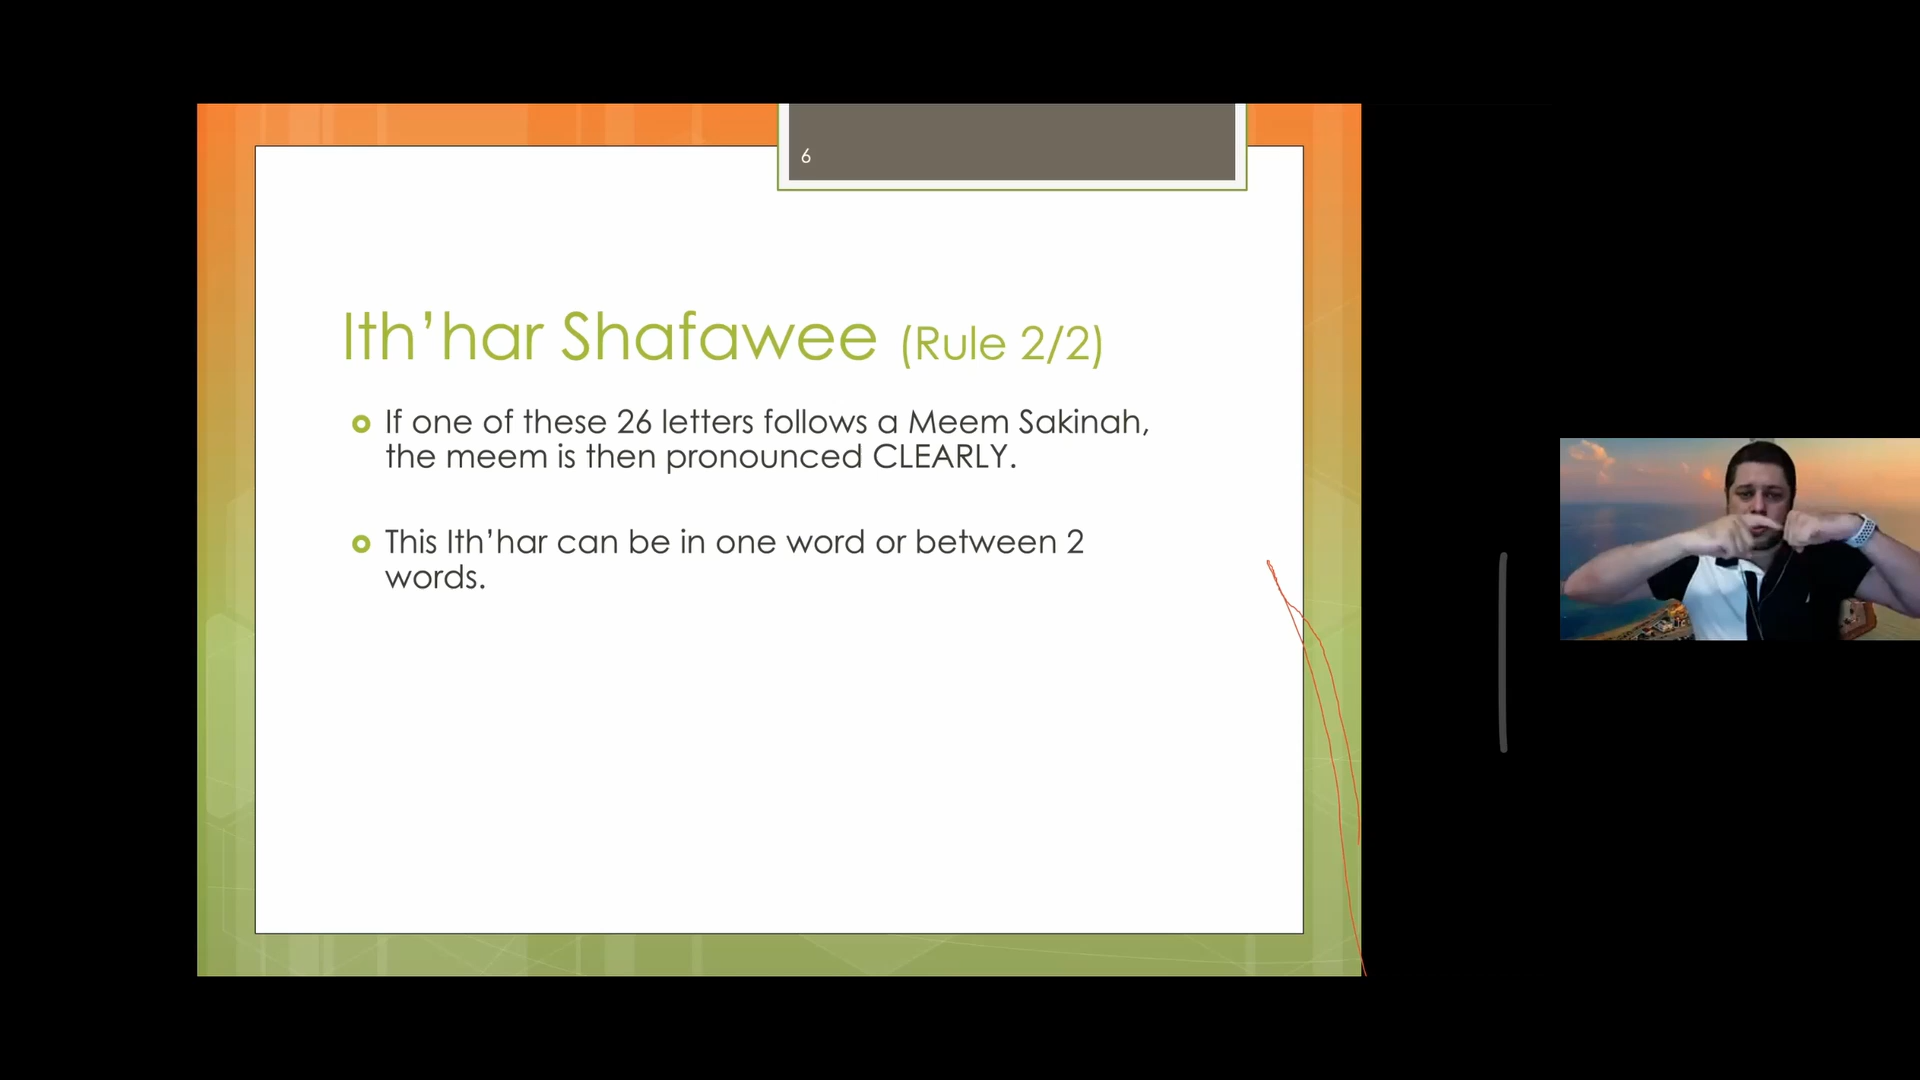 6
Ith’har Shafawee (Rule 2/2)
If one of these 26 letters follows a Meem Sakinah,
the meem is then pronounced CLEARLY.
This Ith’har can be in one word or between 2
words.